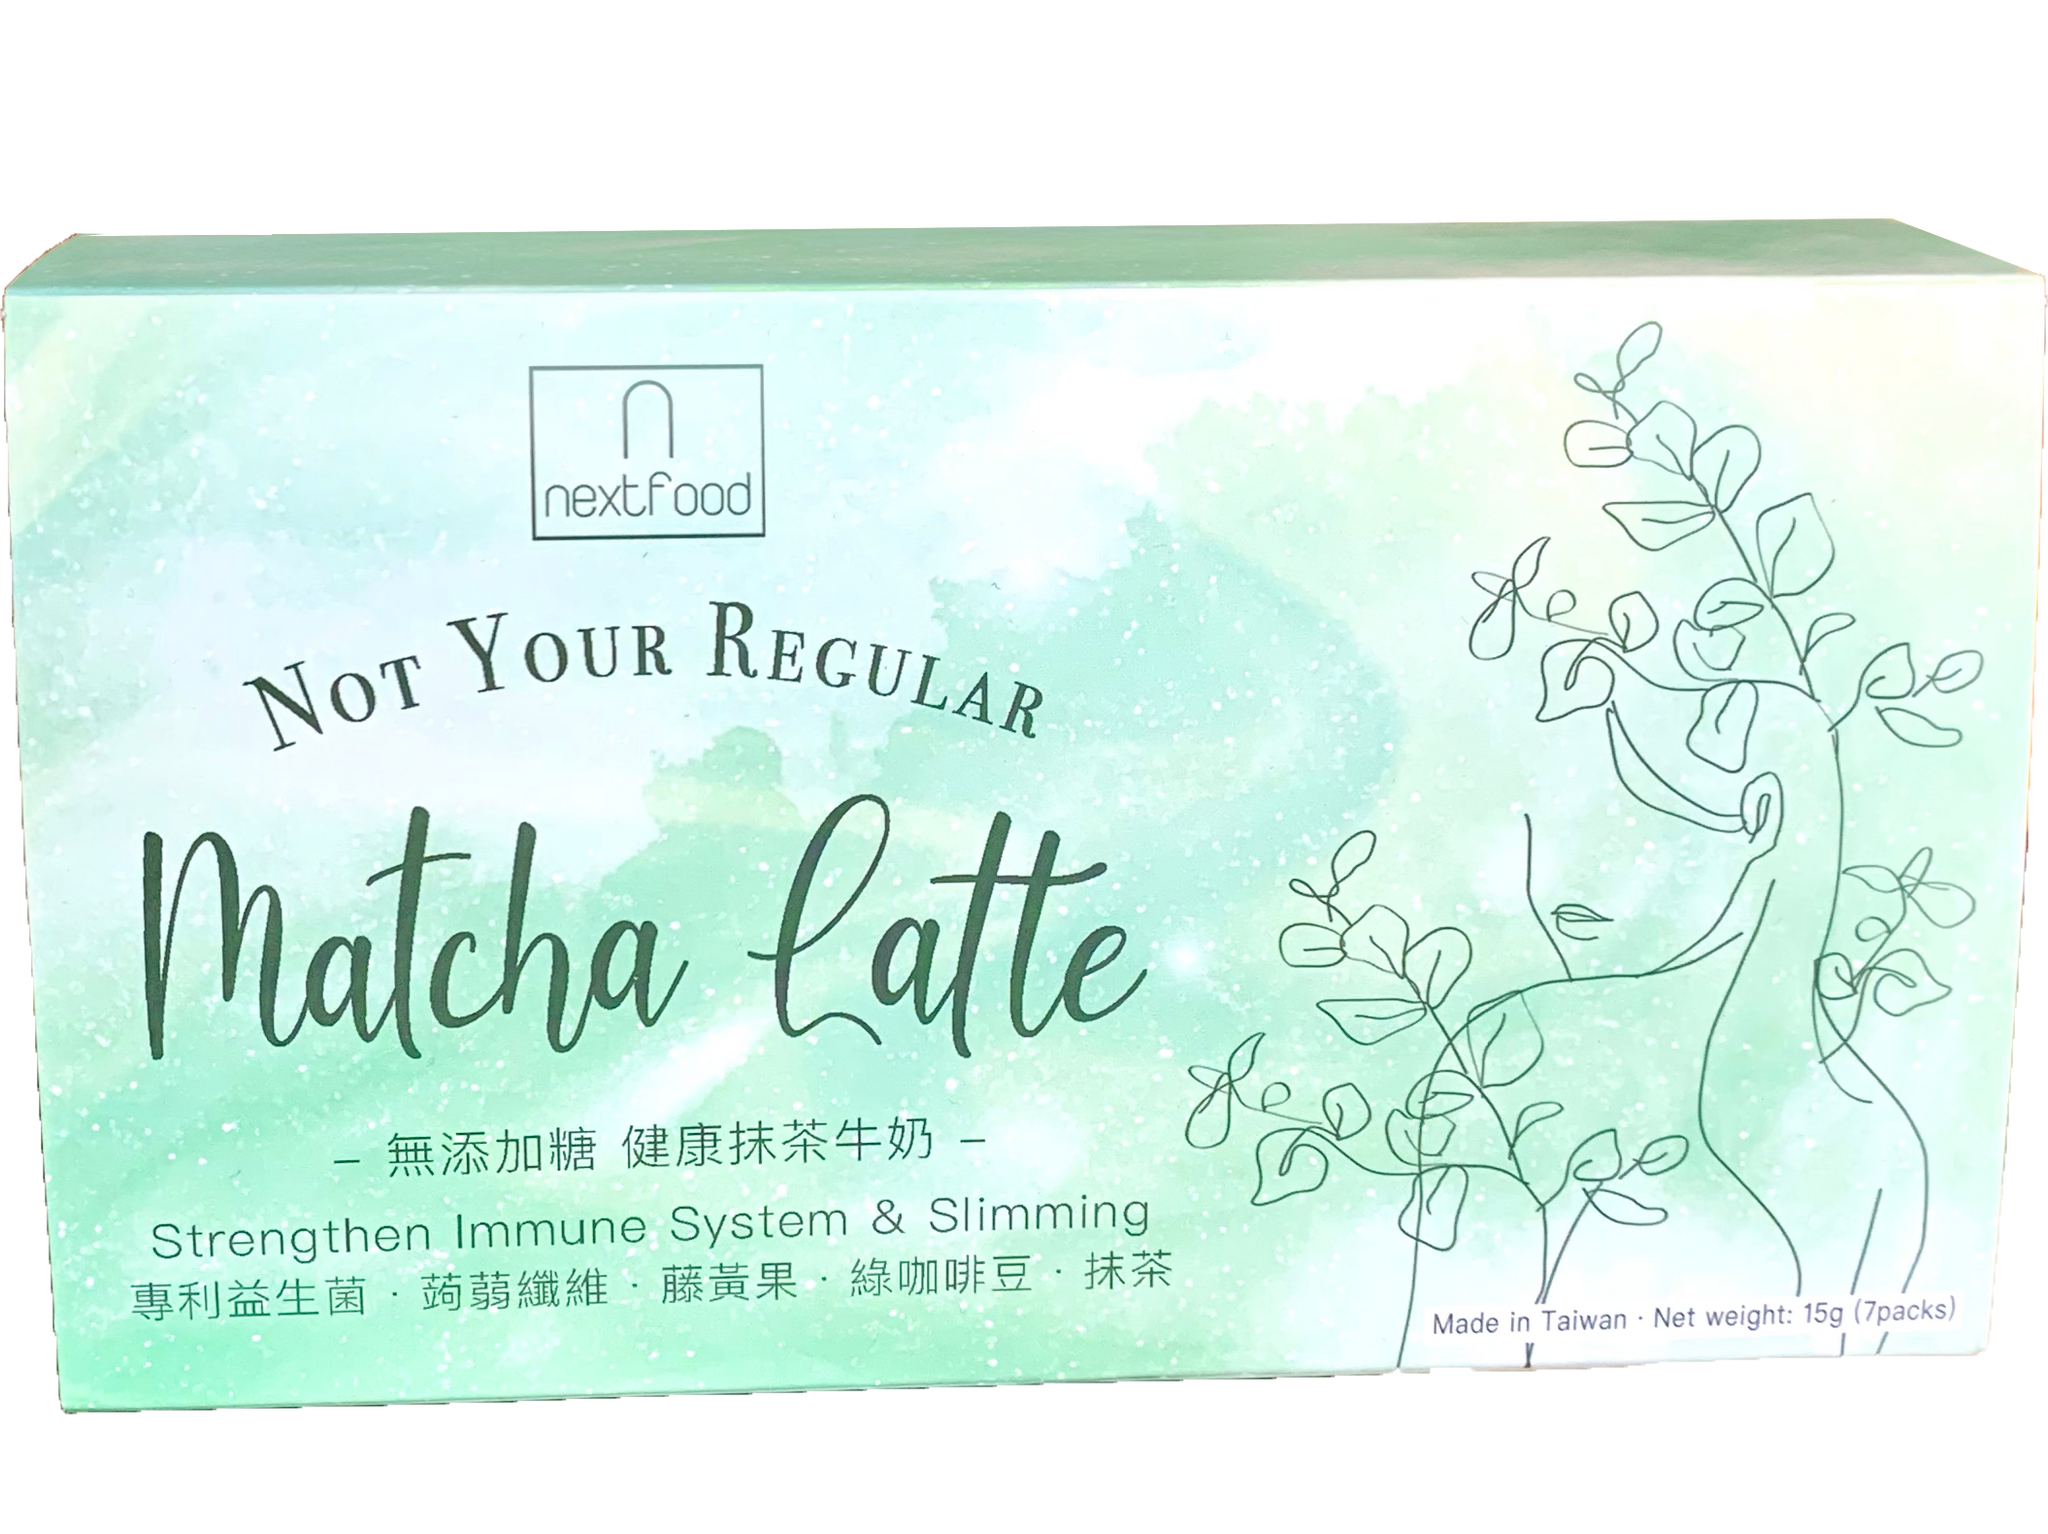 n
nextfood
NOT YOUR REGULAR
Matcha Latte
– 無添加糖 健康抹茶牛奶 –
Strengthen Immune System & Slimming
專利益生菌 · 蒟蒻纖維 · 藤黃果 · 綠咖啡豆 · 抹茶
Made in Taiwan · Net weight: 15g (7packs)